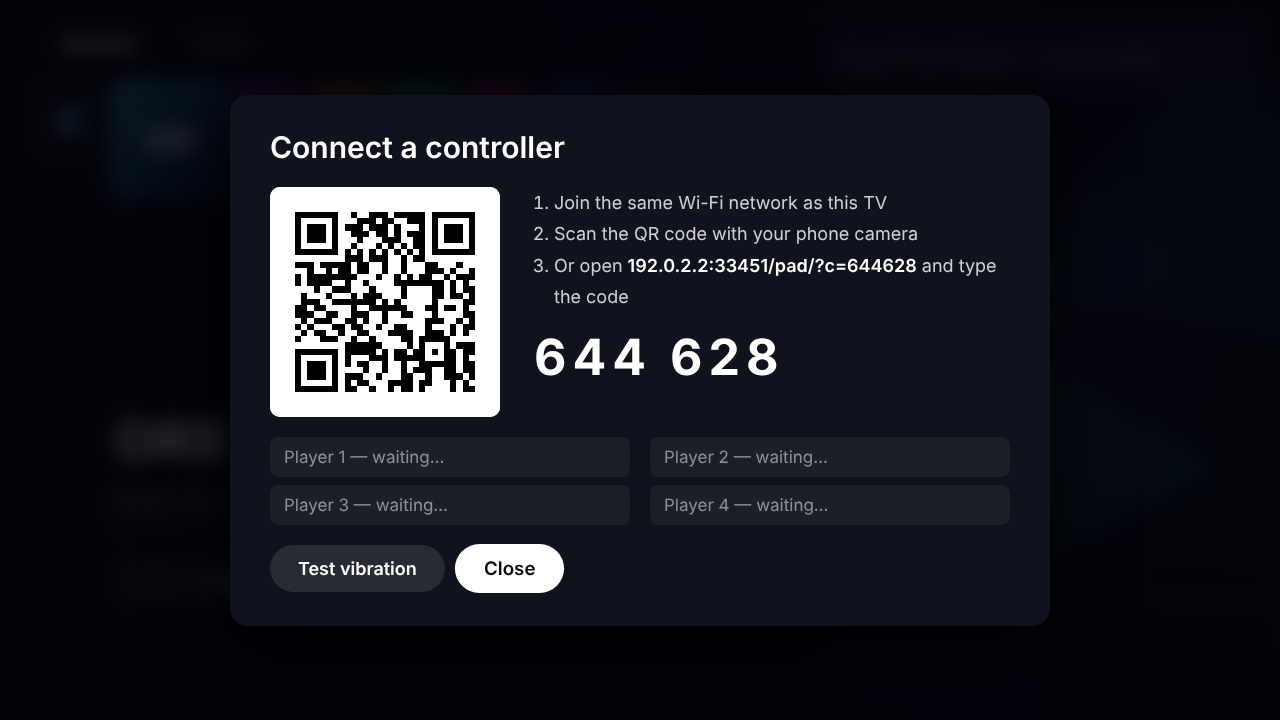 Connect a controller
1. Join the same Wi-Fi network as this TV
2. Scan the QR code with your phone camera
3. Or open 192.0.2.2:33451/pad/?c=644628 and type
the code
644 628
Player 1 — waiting...
Player 2 — waiting...
Player 3 — waiting...
Player 4 — waiting...
Test vibration
Close